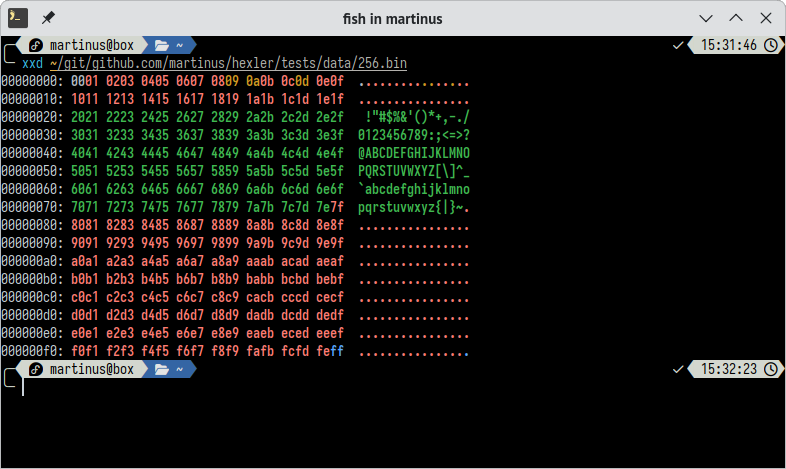 fish in martinus
martinus@box ~ 15:31:46
xxd ~/git/github.com/martinus/hexler/tests/data/256.bin
00000000: 0001 0203 0405 0607 0809 0a0b 0c0d 0e0f  ................
00000010: 1011 1213 1415 1617 1819 1a1b 1c1d 1e1f  ................
00000020: 2021 2223 2425 2627 2829 2a2b 2c2d 2e2f   !"#$%&'()*+,-./
00000030: 3031 3233 3435 3637 3839 3a3b 3c3d 3e3f  0123456789:;<=>?
00000040: 4041 4243 4445 4647 4849 4a4b 4c4d 4e4f  @ABCDEFGHIJKLMNO
00000050: 5051 5253 5455 5657 5859 5a5b 5c5d 5e5f  PQRSTUVWXYZ[\]^_
00000060: 6061 6263 6465 6667 6869 6a6b 6c6d 6e6f  `abcdefghijklmno
00000070: 7071 7273 7475 7677 7879 7a7b 7c7d 7e7f  pqrstuvwxyz{|}~.
00000080: 8081 8283 8485 8687 8889 8a8b 8c8d 8e8f  ................
00000090: 9091 9293 9495 9697 9899 9a9b 9c9d 9e9f  ................
000000a0: a0a1 a2a3 a4a5 a6a7 a8a9 aaab acad aeaf  ................
000000b0: b0b1 b2b3 b4b5 b6b7 b8b9 babb bcbd bebf  ................
000000c0: c0c1 c2c3 c4c5 c6c7 c8c9 cacb cccd cecf  ................
000000d0: d0d1 d2d3 d4d5 d6d7 d8d9 dadb dcdd dedf  ................
000000e0: e0e1 e2e3 e4e5 e6e7 e8e9 eaeb eced eeef  ................
000000f0: f0f1 f2f3 f4f5 f6f7 f8f9 fafb fcfd feff  ................
martinus@box ~ 15:32:23